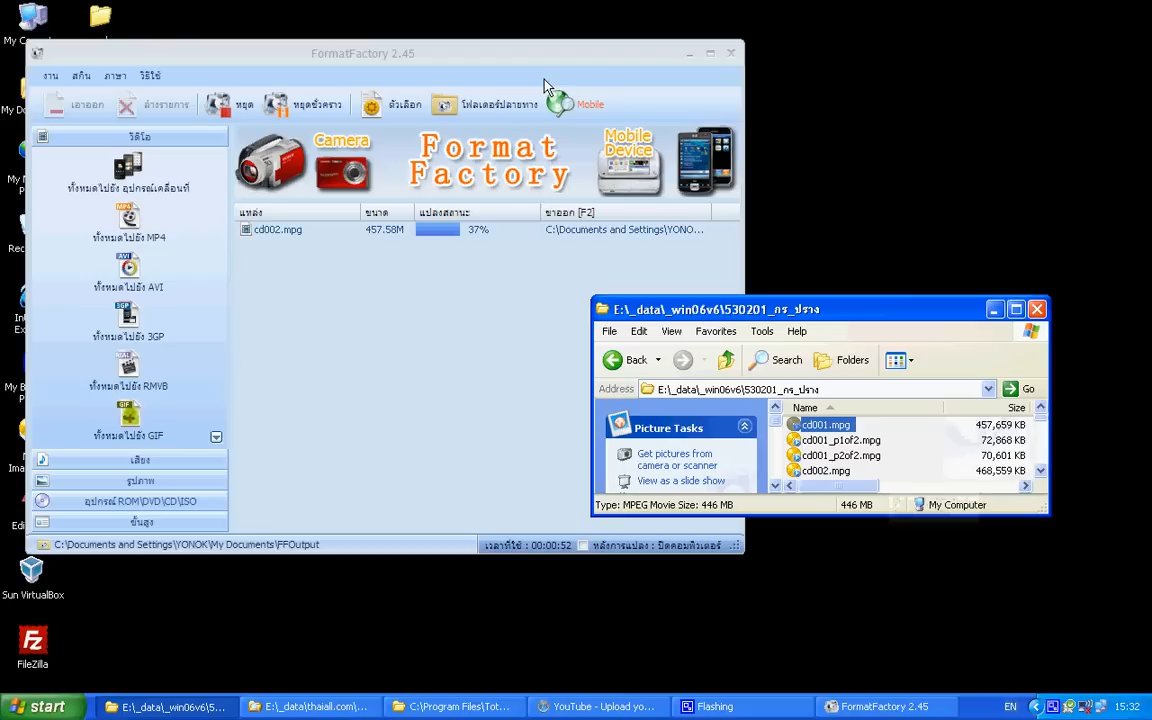 My C
FormatFactory 2.45
งาน สกิน ภาษา วิธีใช้
เอาออก ล้างรายการ หยุด หยุดชั่วคราว ตัวเลือก โฟลเดอร์ปลายทาง Mobile
วิดีโอ
ทั้งหมดไปยัง อุปกรณ์เคลื่อนที่
ทั้งหมดไปยัง MP4
ทั้งหมดไปยัง AVI
ทั้งหมดไปยัง 3GP
ทั้งหมดไปยัง RMVB
ทั้งหมดไปยัง GIF
เสียง
รูปภาพ
อุปกรณ์ ROM\DVD\CD\ISO
ขั้นสูง
Camera
Format
Factory
Mobile
Device
แหล่ง ขนาด แปลงสถานะ ขาออก [F2]
cd002.mpg 457.58M 37% C:\Documents and Settings\YONO...
C:\Documents and Settings\YONOK\My Documents\FFOutput
เวลาที่ใช้ : 00:00:52 หลังการแปลง : ปิดคอมพิวเตอร์
E:\_data\_win06v6\530201_กร_ปราง
File Edit View Favorites Tools Help
Back Search Folders
Address E:\_data\_win06v6\530201_กร_ปราง Go
Picture Tasks
Get pictures from
camera or scanner
View as a slide show
Name Size
cd001.mpg 457,659 KB
cd001_p1of2.mpg 72,868 KB
cd001_p2of2.mpg 70,601 KB
cd002.mpg 468,559 KB
Type: MPEG Movie Size: 446 MB 446 MB My Computer
Sun VirtualBox
FileZilla
start E:\_data\_win06v6\5... E:\_data\thaiall.com\... C:\Program Files\Tot... YouTube - Upload yo... Flashing FormatFactory 2.45 EN 15:32